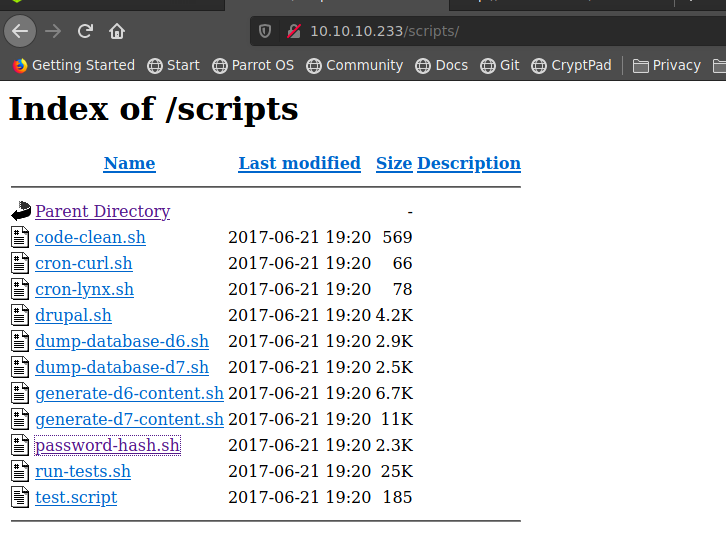 10.10.10.233/scripts/
Getting Started Start Parrot OS Community Docs Git CryptPad Privacy
Index of /scripts
Name Last modified Size Description
Parent Directory -
code-clean.sh 2017-06-21 19:20 569
cron-curl.sh 2017-06-21 19:20 66
cron-lynx.sh 2017-06-21 19:20 78
drupal.sh 2017-06-21 19:20 4.2K
dump-database-d6.sh 2017-06-21 19:20 2.9K
dump-database-d7.sh 2017-06-21 19:20 2.5K
generate-d6-content.sh 2017-06-21 19:20 6.7K
generate-d7-content.sh 2017-06-21 19:20 11K
password-hash.sh 2017-06-21 19:20 2.3K
run-tests.sh 2017-06-21 19:20 25K
test.script 2017-06-21 19:20 185